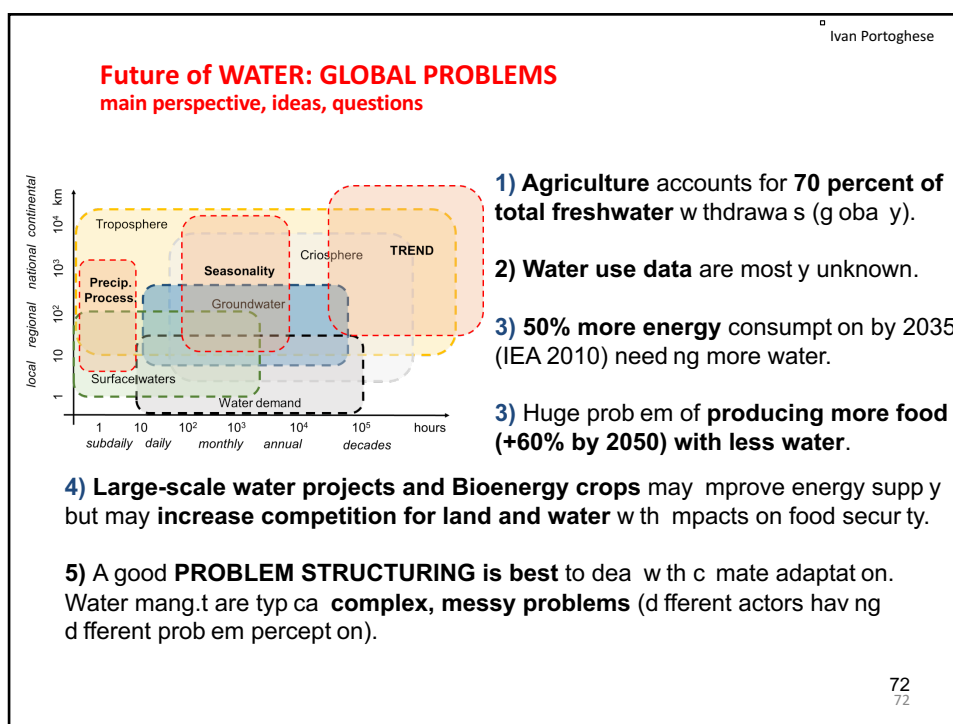 Ivan Portoghese
Future of WATER: GLOBAL PROBLEMS
main perspective, ideas, questions
local regional national continental
1 10 10² 10³ 10⁴ km
Troposphere
Criosphere
TREND
Seasonality
Precip.
Process
Groundwater
Surface waters
Water demand
1 10 10² 10³ 10⁴ 10⁵ hours
subdaily daily monthly annual decades
1) Agriculture accounts for 70 percent of
total freshwater w thdrawa s (g oba y).
2) Water use data are most y unknown.
3) 50% more energy consumpt on by 2035
(IEA 2010) need ng more water.
3) Huge prob em of producing more food
(+60% by 2050) with less water.
4) Large-scale water projects and Bioenergy crops may mprove energy supp y
but may increase competition for land and water w th mpacts on food secur ty.
5) A good PROBLEM STRUCTURING is best to dea w th c mate adaptat on.
Water mang.t are typ ca complex, messy problems (d fferent actors hav ng
d fferent prob em percept on).
72
72